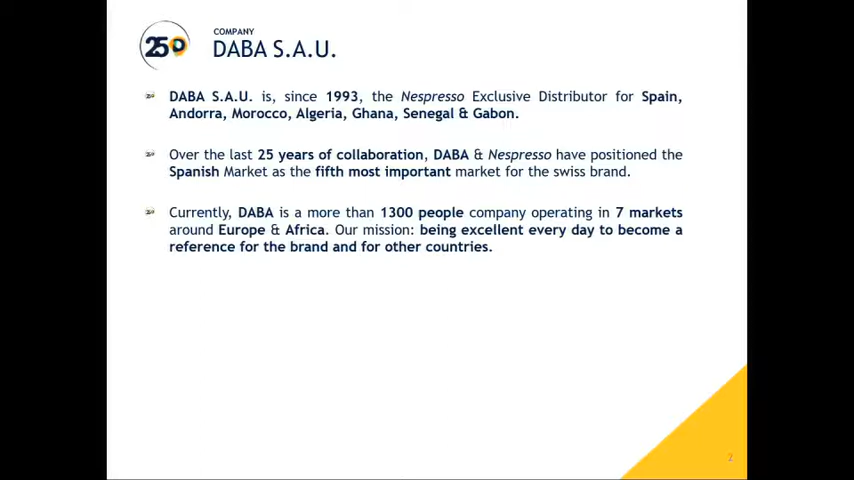 25
COMPANY
DABA S.A.U.
DABA S.A.U. is, since 1993, the Nespresso Exclusive Distributor for Spain,
Andorra, Morocco, Algeria, Ghana, Senegal & Gabon.
Over the last 25 years of collaboration, DABA & Nespresso have positioned the
Spanish Market as the fifth most important market for the swiss brand.
Currently, DABA is a more than 1300 people company operating in 7 markets
around Europe & Africa. Our mission: being excellent every day to become a
reference for the brand and for other countries.
2